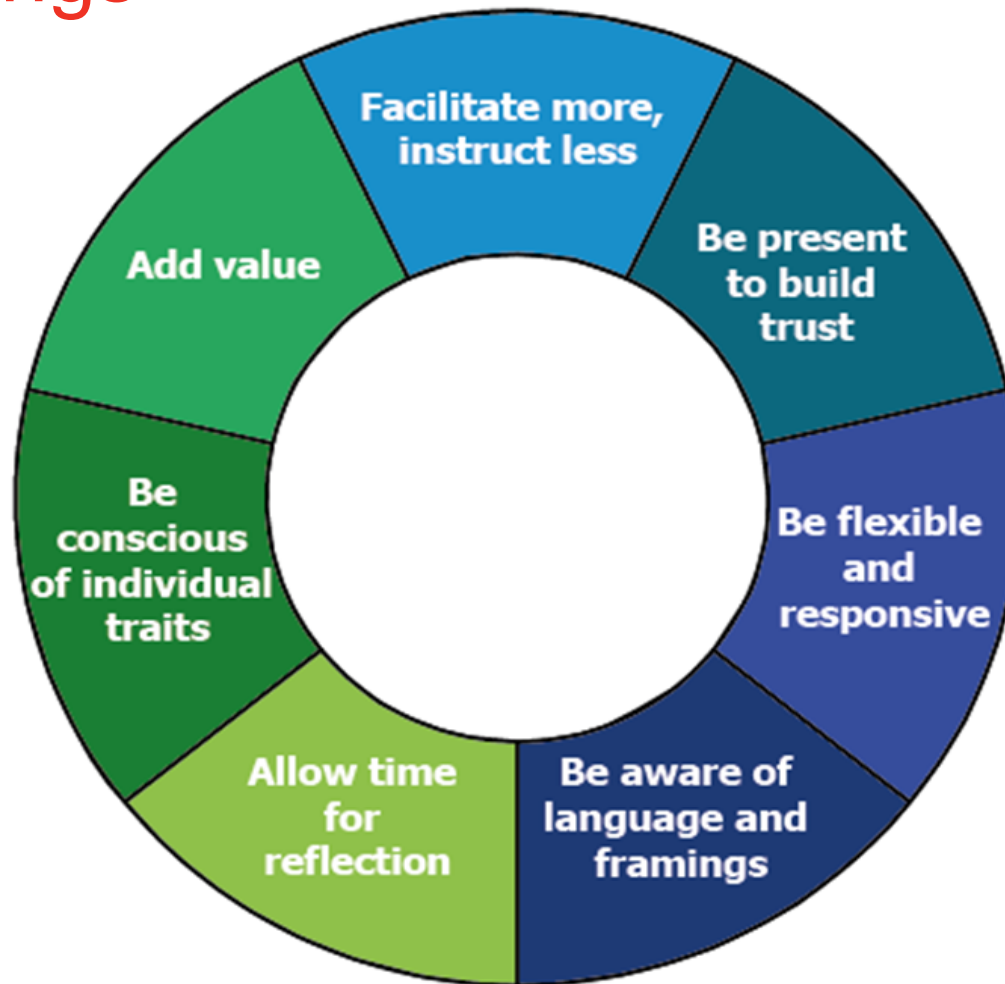 Facilitate more,
instruct less
Be present
to build
trust
Be flexible
and
responsive
Be aware of
language and
framings
Allow time
for
reflection
Be
conscious
of individual
traits
Add value